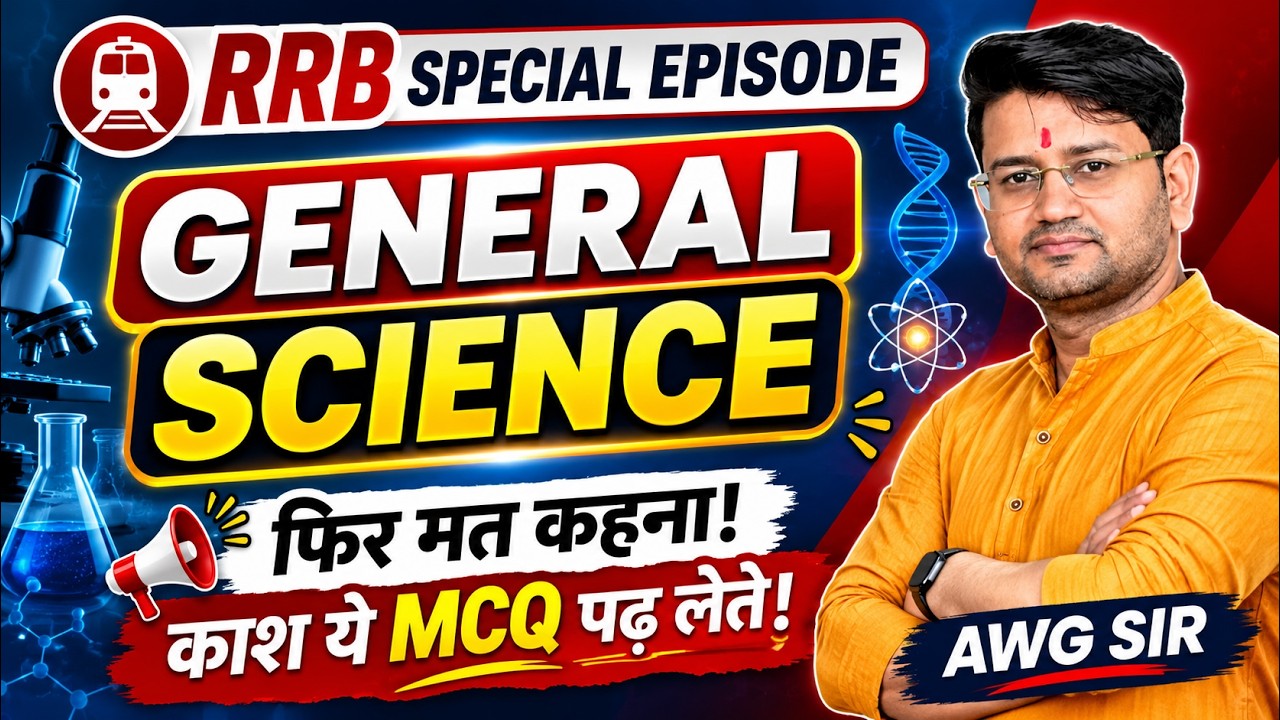 RRB SPECIAL EPISODE
GENERAL
SCIENCE
फिर मत कहना!
काश ये MCQ पढ़ लेते!
AWG SIR